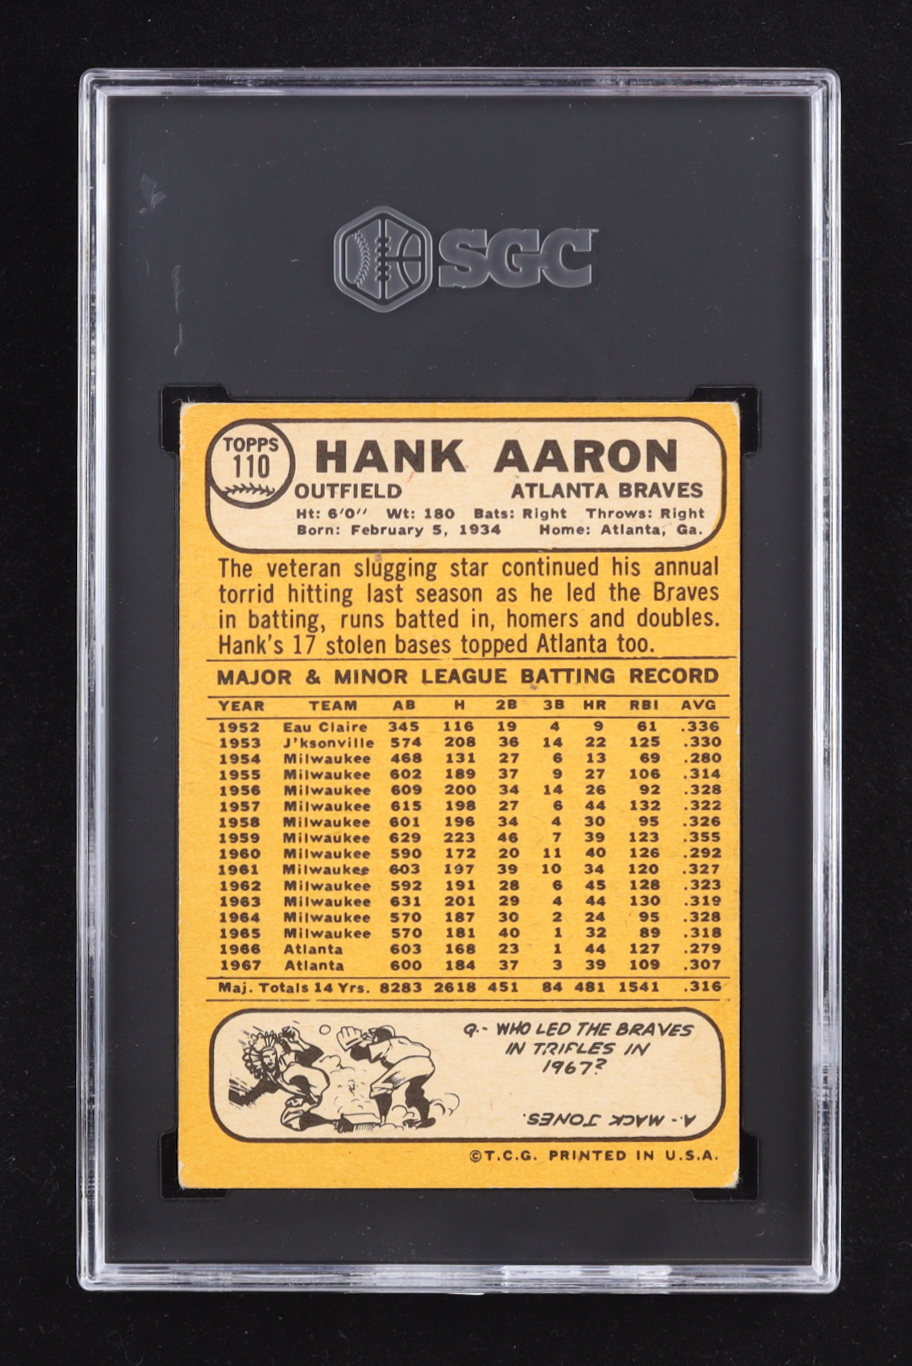 SGC™
TOPPS
110
HANK AARON
OUTFIELD ATLANTA BRAVES
Ht: 6'0" Wt: 180 Bats: Right Throws: Right
Born: February 5, 1934 Home: Atlanta, Ga.
The veteran slugging star continued his annual
torrid hitting last season as he led the Braves
in batting, runs batted in, homers and doubles.
Hank's 17 stolen bases topped Atlanta too.
MAJOR & MINOR LEAGUE BATTING RECORD
YEAR TEAM AB H 2B 3B HR RBI AVG
1952 Eau Claire 345 116 19 4 9 61 .336
1953 J'ksonville 574 208 36 14 22 125 .330
1954 Milwaukee 468 131 27 6 13 69 .280
1955 Milwaukee 602 189 37 9 27 106 .314
1956 Milwaukee 609 200 34 14 26 92 .328
1957 Milwaukee 615 198 27 6 44 132 .322
1958 Milwaukee 601 196 34 4 30 95 .326
1959 Milwaukee 629 223 46 7 39 123 .355
1960 Milwaukee 590 172 20 11 40 126 .292
1961 Milwaukee 603 197 39 10 34 120 .327
1962 Milwaukee 592 191 28 6 45 128 .323
1963 Milwaukee 631 201 29 4 44 130 .319
1964 Milwaukee 570 187 30 2 24 95 .328
1965 Milwaukee 570 181 40 1 32 89 .318
1966 Atlanta 603 168 23 1 44 127 .279
1967 Atlanta 600 184 37 3 39 109 .307
Maj. Totals 14 Yrs. 8283 2618 451 84 481 1541 .316
Q.- WHO LED THE BRAVES
IN TRIPLES IN
1967?
A.- MACK JONES.
©T.C.G. PRINTED IN U.S.A.